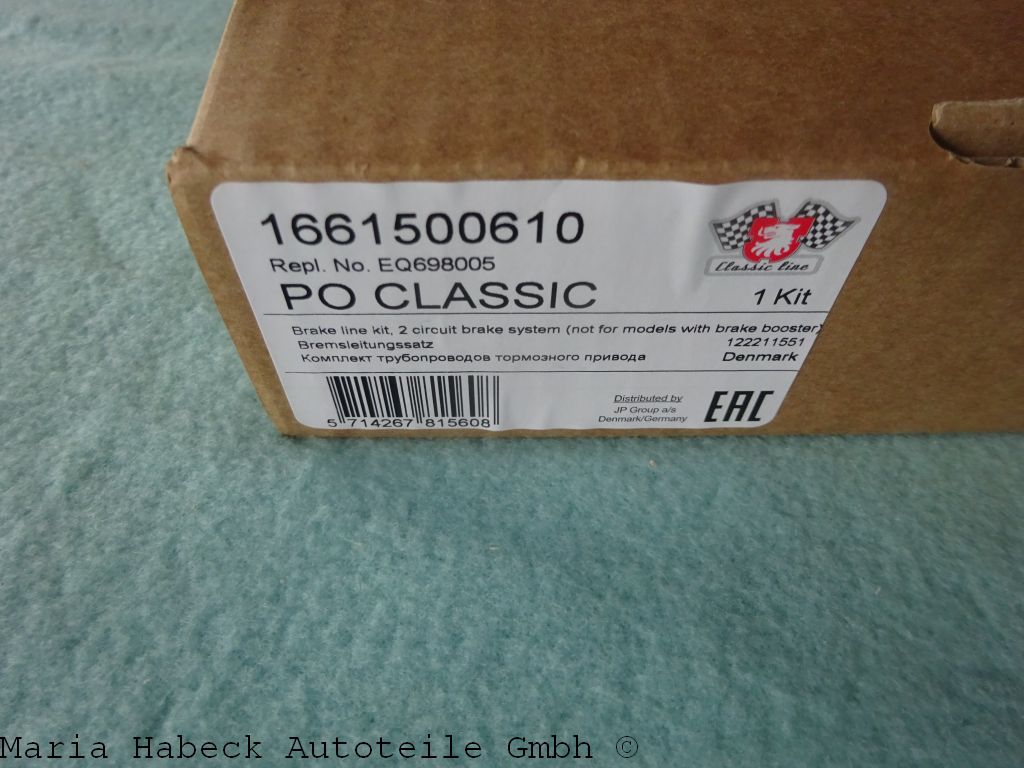 1661500610
Classic line
Repl. No. EQ698005
PO CLASSIC
1 Kit
Brake line kit, 2 circuit brake system (not for models with brake booster)
Bremsleitungssatz
122211551
Комплект трубопроводов тормозного привода
Denmark
5 714267 815608
Distributed by
JP Group a/s
Denmark/Germany
EAC
Maria Habeck Autoteile Gmbh ©